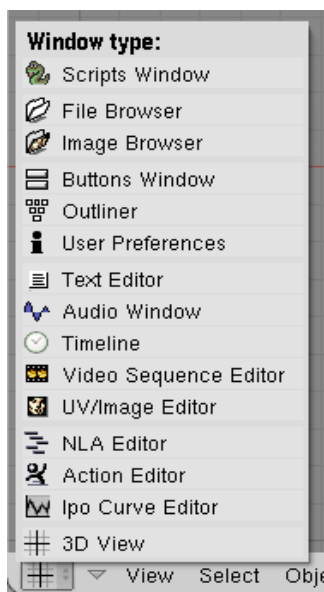 Window type:
Scripts Window
File Browser
Image Browser
Buttons Window
Outliner
User Preferences
Text Editor
Audio Window
Timeline
Video Sequence Editor
UV/Image Editor
NLA Editor
Action Editor
Ipo Curve Editor
3D View
View Select Obje